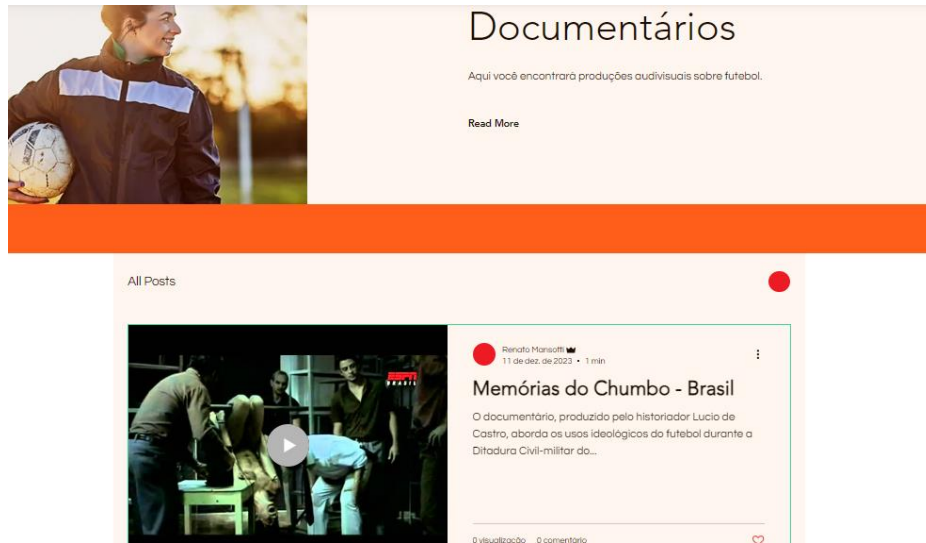 Documentários
Aqui você encontrará produções audivisuais sobre futebol.
Read More
All Posts
ESPN
BRASIL
Renato Mansotti
11 de dez. de 2023 • 1 min
Memórias do Chumbo - Brasil
O documentário, produzido pelo historiador Lucio de
Castro, aborda os usos ideológicos do futebol durante a
Ditadura Civil-militar do...
0 visualização 0 comentário